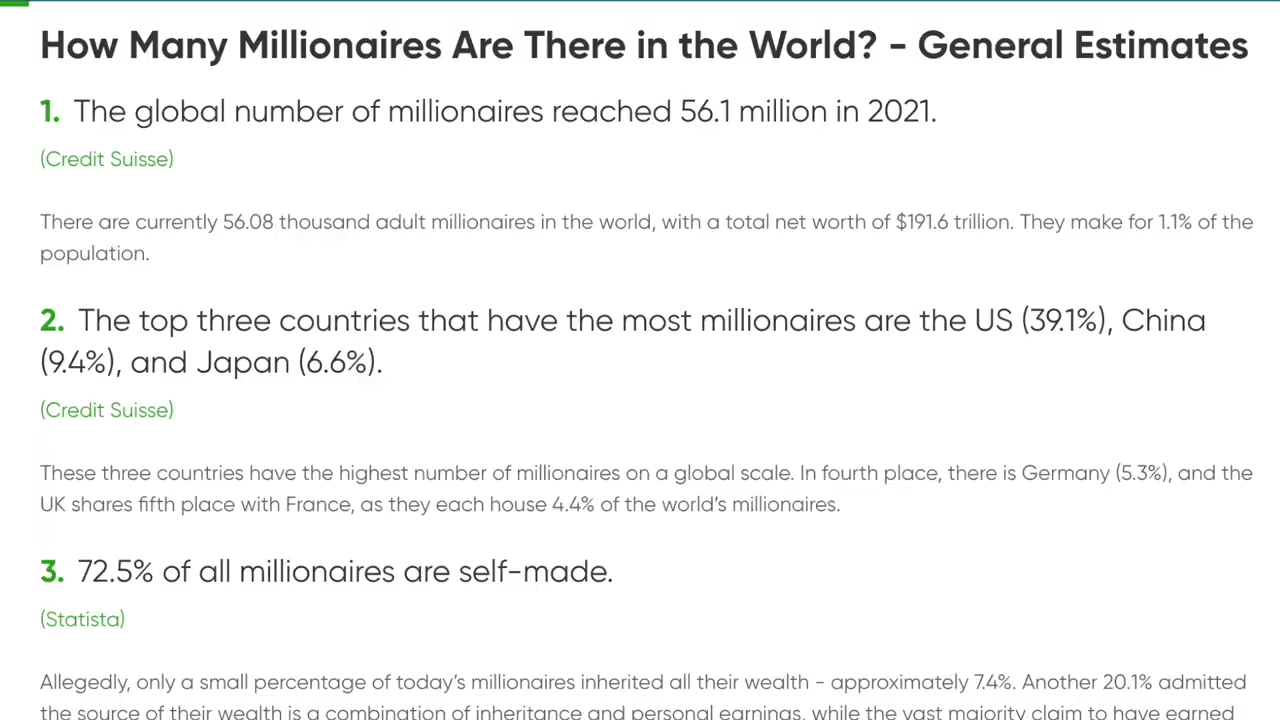 How Many Millionaires Are There in the World? - General Estimates
1. The global number of millionaires reached 56.1 million in 2021.
(Credit Suisse)
There are currently 56.08 thousand adult millionaires in the world, with a total net worth of $191.6 trillion. They make for 1.1% of the
population.
2. The top three countries that have the most millionaires are the US (39.1%), China
(9.4%), and Japan (6.6%).
(Credit Suisse)
These three countries have the highest number of millionaires on a global scale. In fourth place, there is Germany (5.3%), and the
UK shares fifth place with France, as they each house 4.4% of the world's millionaires.
3. 72.5% of all millionaires are self-made.
(Statista)
Allegedly, only a small percentage of today's millionaires inherited all their wealth - approximately 7.4%. Another 20.1% admitted
the source of their wealth is a combination of inheritance and personal earnings, while the vast majority claim to have earned